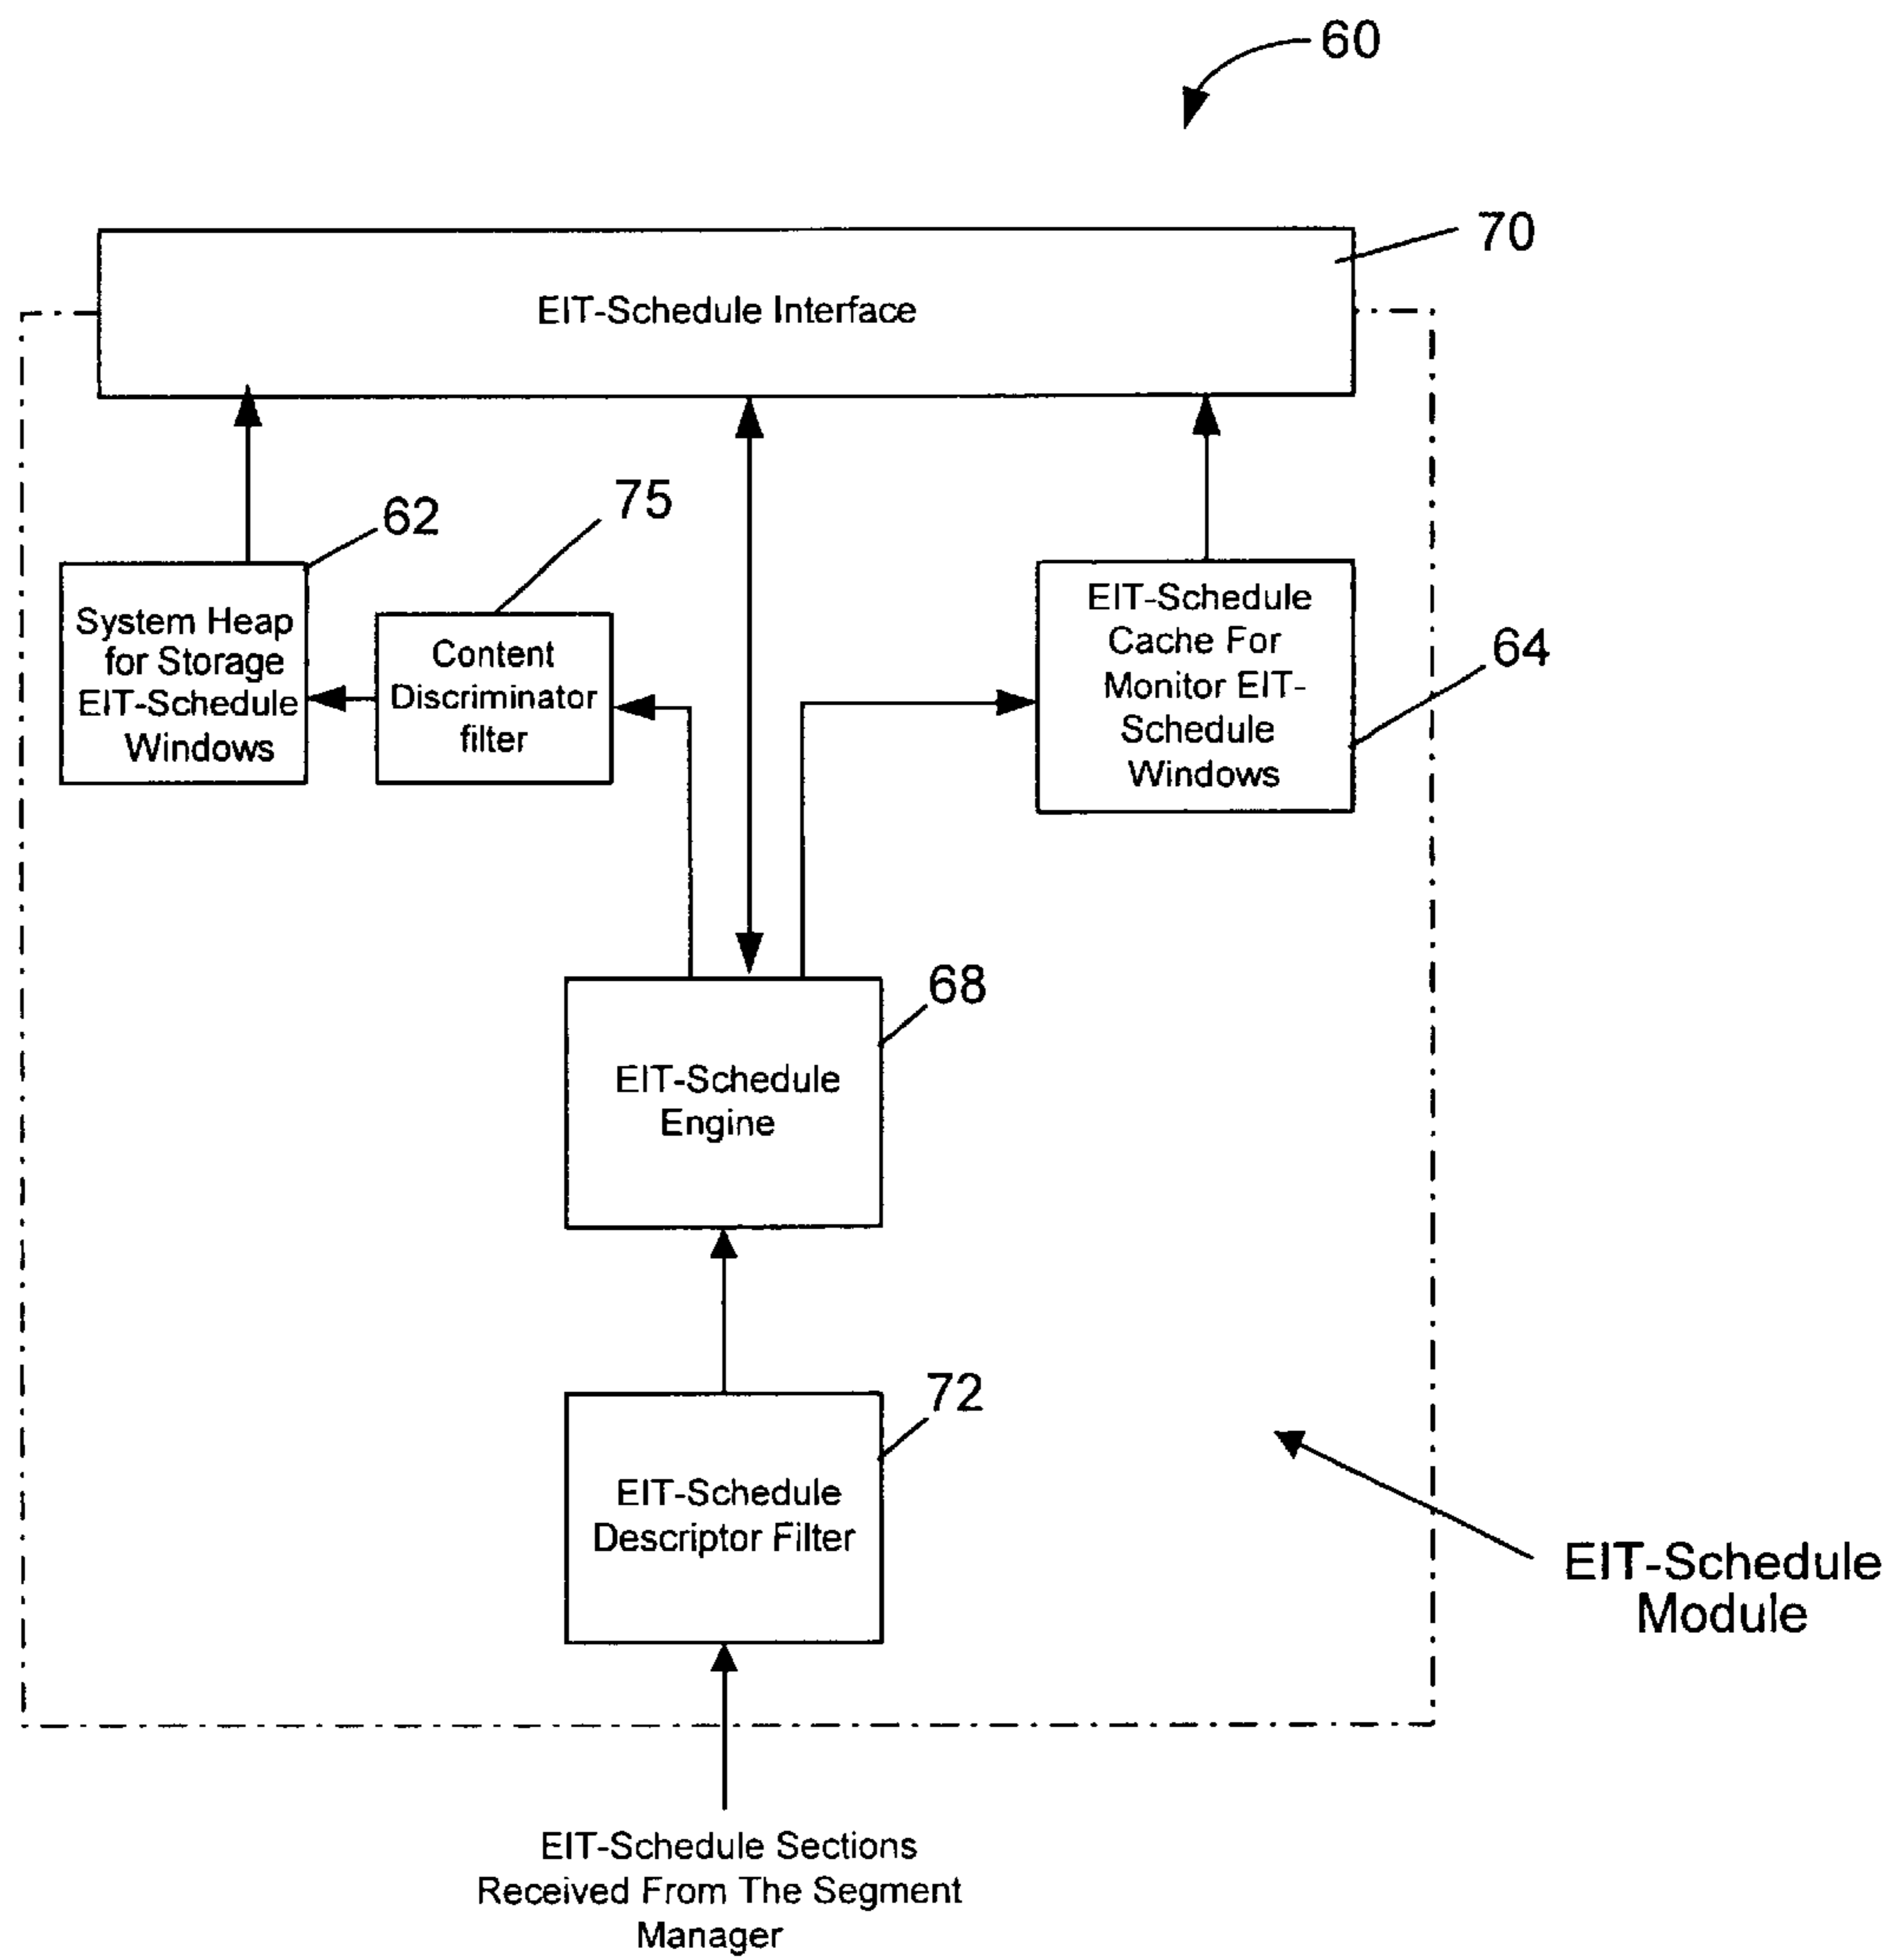 60
70
EIT-Schedule Interface
62
75
System Heap
for Storage
EIT-Schedule
Windows
Content
Discriminator
filter
EIT-Schedule
Cache For
Monitor EIT-
Schedule
Windows
64
68
EIT-Schedule
Engine
72
EIT-Schedule
Descriptor Filter
EIT-Schedule
Module
EIT-Schedule Sections
Received From The Segment
Manager